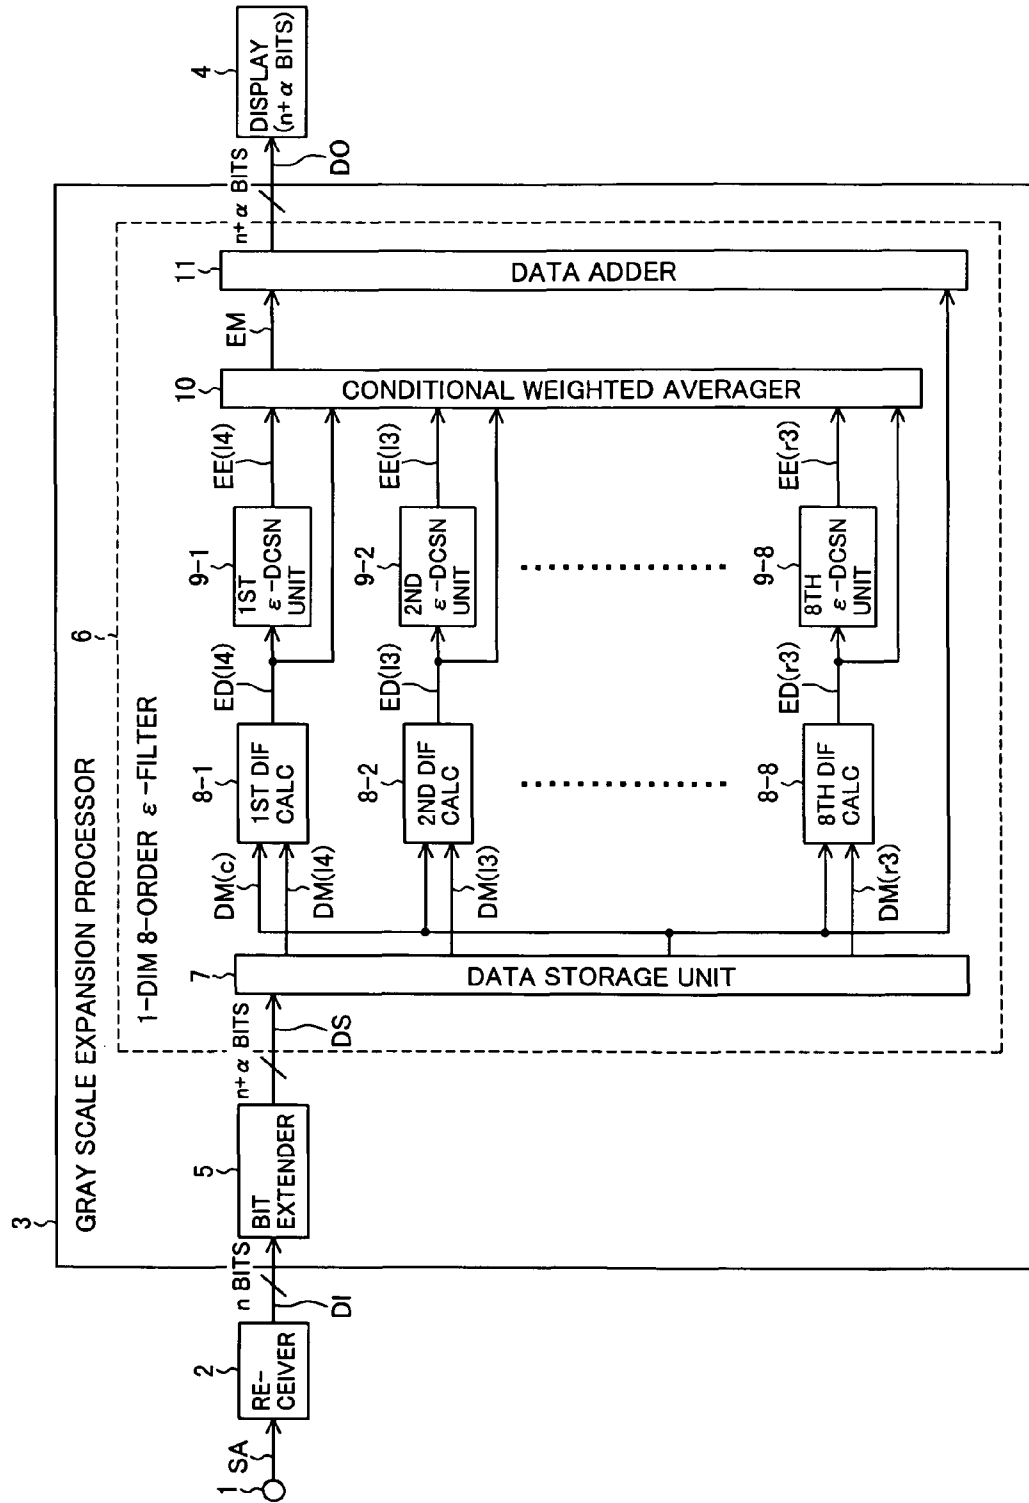 3
GRAY SCALE EXPANSION PROCESSOR
6
1-DIM 8-ORDER ε-FILTER
1
SA
2
RE-
CEIVER
n BITS
DI
5
BIT
EXTENDER
n+α BITS
DS
7
DATA STORAGE UNIT
DM(c)
DM(l4)
8-1
1ST DIF
CALC
ED(l4)
9-1
1ST
ε-DCSN
UNIT
EE(l4)
DM(l3)
8-2
2ND DIF
CALC
ED(l3)
9-2
2ND
ε-DCSN
UNIT
EE(l3)
DM(r3)
8-8
8TH DIF
CALC
ED(r3)
9-8
8TH
ε-DCSN
UNIT
EE(r3)
10
CONDITIONAL WEIGHTED AVERAGER
EM
11
DATA ADDER
n+α BITS
DO
4
DISPLAY
(n+α BITS)